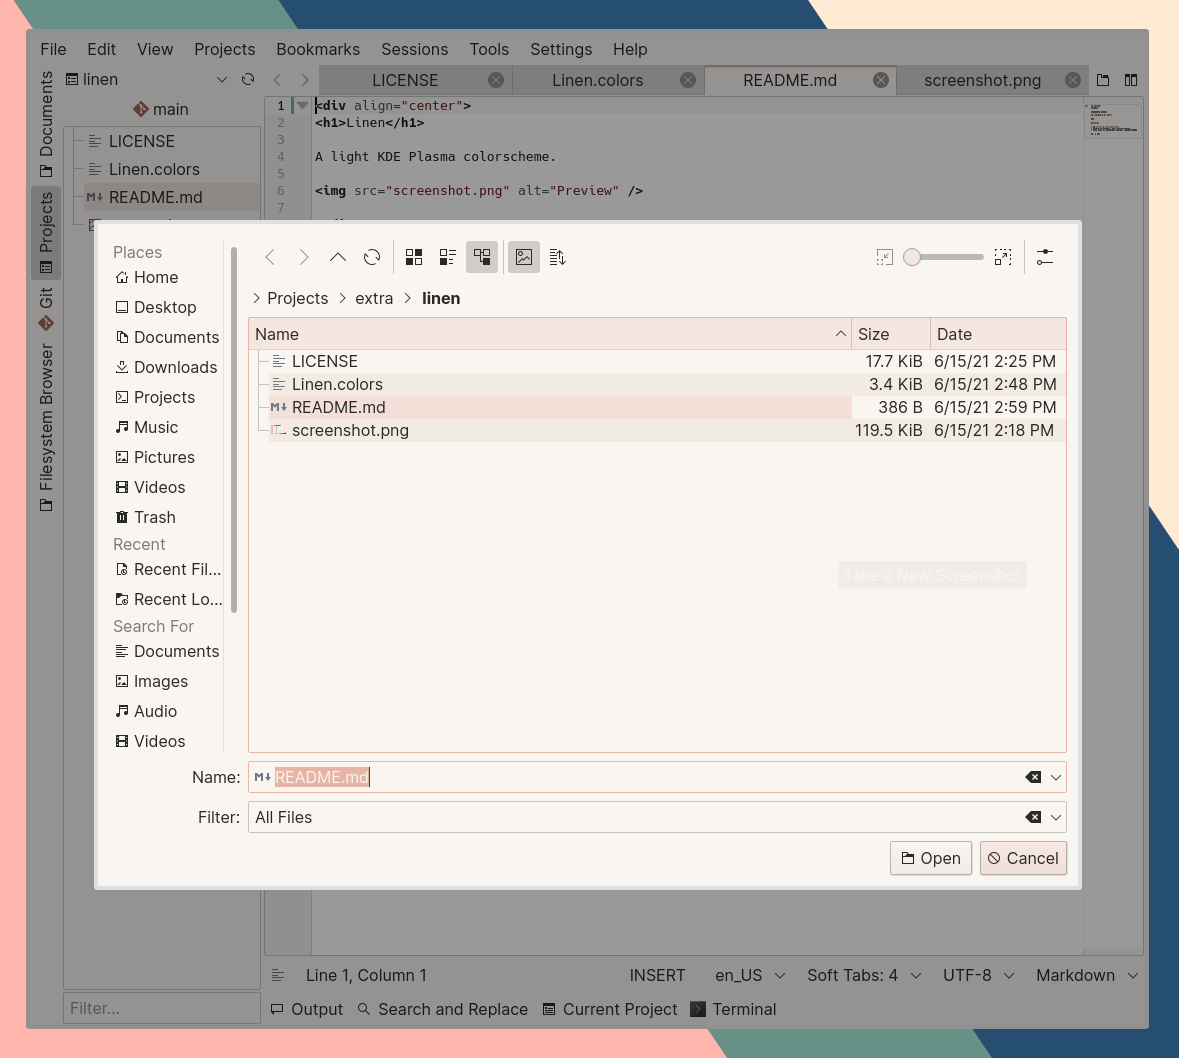 File Edit View Projects Bookmarks Sessions Tools Settings Help
Documents
Projects
Git
Filesystem Browser
linen
main
LICENSE
Linen.colors
README.md
LICENSE Linen.colors README.md screenshot.png
1 <div align="center">
2 <h1>Linen</h1>
3
4 A light KDE Plasma colorscheme.
5
6 <img src="screenshot.png" alt="Preview" />
7
Places
Home
Desktop
Documents
Downloads
Projects
Music
Pictures
Videos
Trash
Recent
Recent Fil...
Recent Lo...
Search For
Documents
Images
Audio
Videos
Projects extra linen
Name Size Date
LICENSE 17.7 KiB 6/15/21 2:25 PM
Linen.colors 3.4 KiB 6/15/21 2:48 PM
README.md 386 B 6/15/21 2:59 PM
screenshot.png 119.5 KiB 6/15/21 2:18 PM
Take a New Screenshot
Name: README.md
Filter: All Files
Open Cancel
Line 1, Column 1 INSERT en_US Soft Tabs: 4 UTF-8 Markdown
Filter...
Output Search and Replace Current Project Terminal